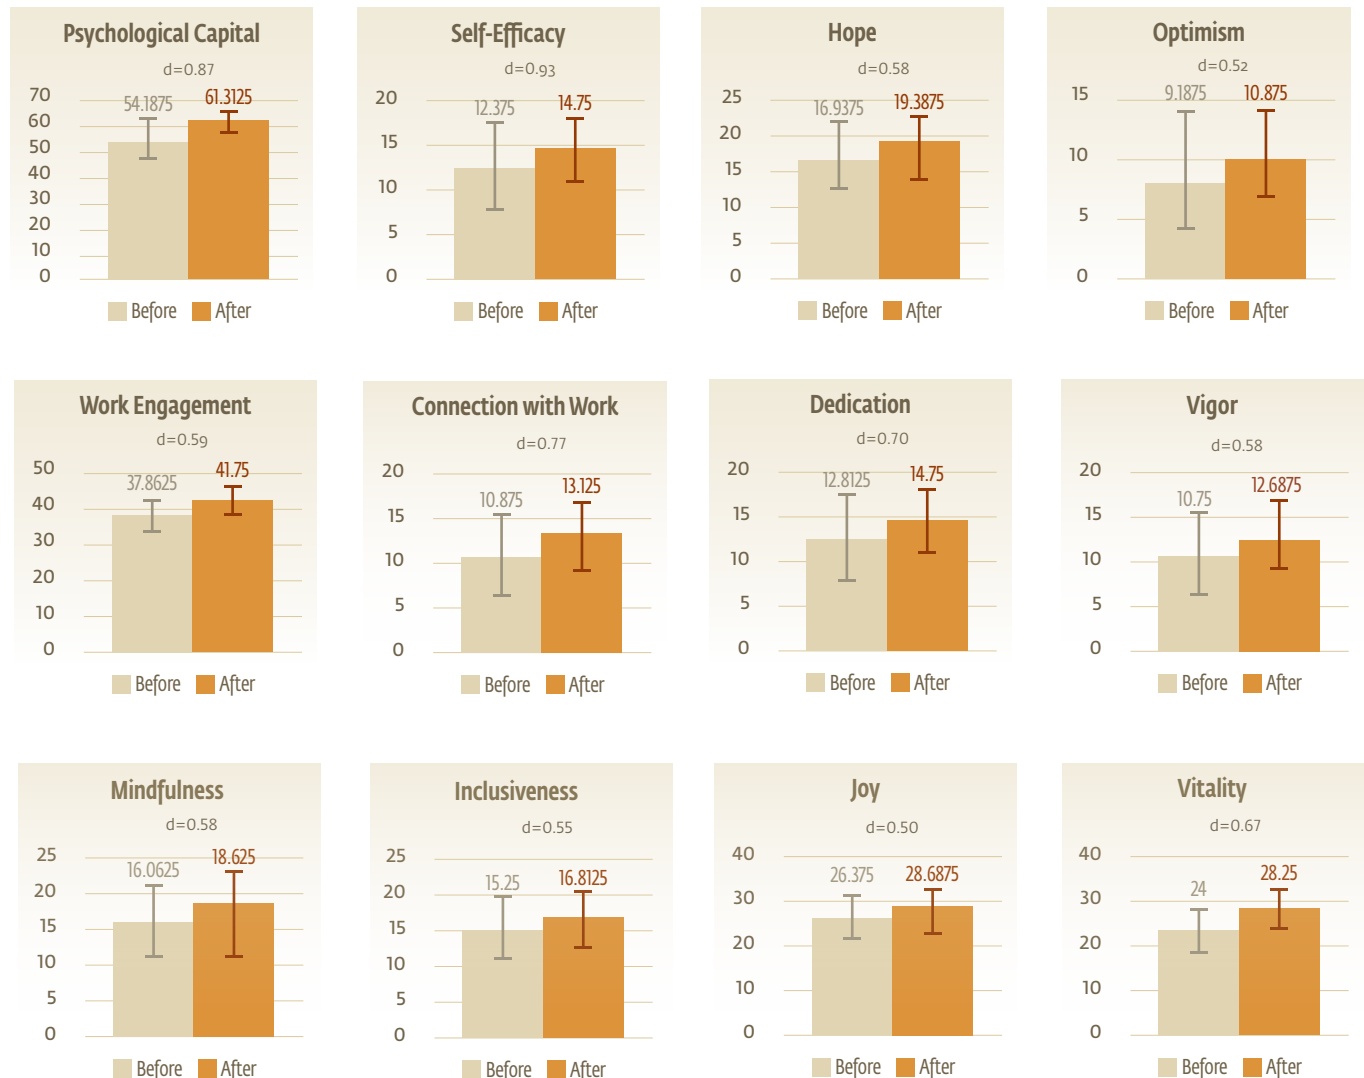 Psychological Capital
d=0.87
70
60
50
40
30
20
10
0
54.1875
61.3125
Before After
Self-Efficacy
d=0.93
20
15
10
5
0
12.375
14.75
Before After
Hope
d=0.58
25
20
15
10
5
0
16.9375
19.3875
Before After
Optimism
d=0.52
15
10
5
0
9.1875
10.875
Before After
Work Engagement
d=0.59
50
40
30
20
10
0
37.8625
41.75
Before After
Connection with Work
d=0.77
20
15
10
5
0
10.875
13.125
Before After
Dedication
d=0.70
20
15
10
5
0
12.8125
14.75
Before After
Vigor
d=0.58
20
15
10
5
0
10.75
12.6875
Before After
Mindfulness
d=0.58
25
20
15
10
5
0
16.0625
18.625
Before After
Inclusiveness
d=0.55
25
20
15
10
5
0
15.25
16.8125
Before After
Joy
d=0.50
40
30
20
10
0
26.375
28.6875
Before After
Vitality
d=0.67
40
30
20
10
0
24
28.25
Before After